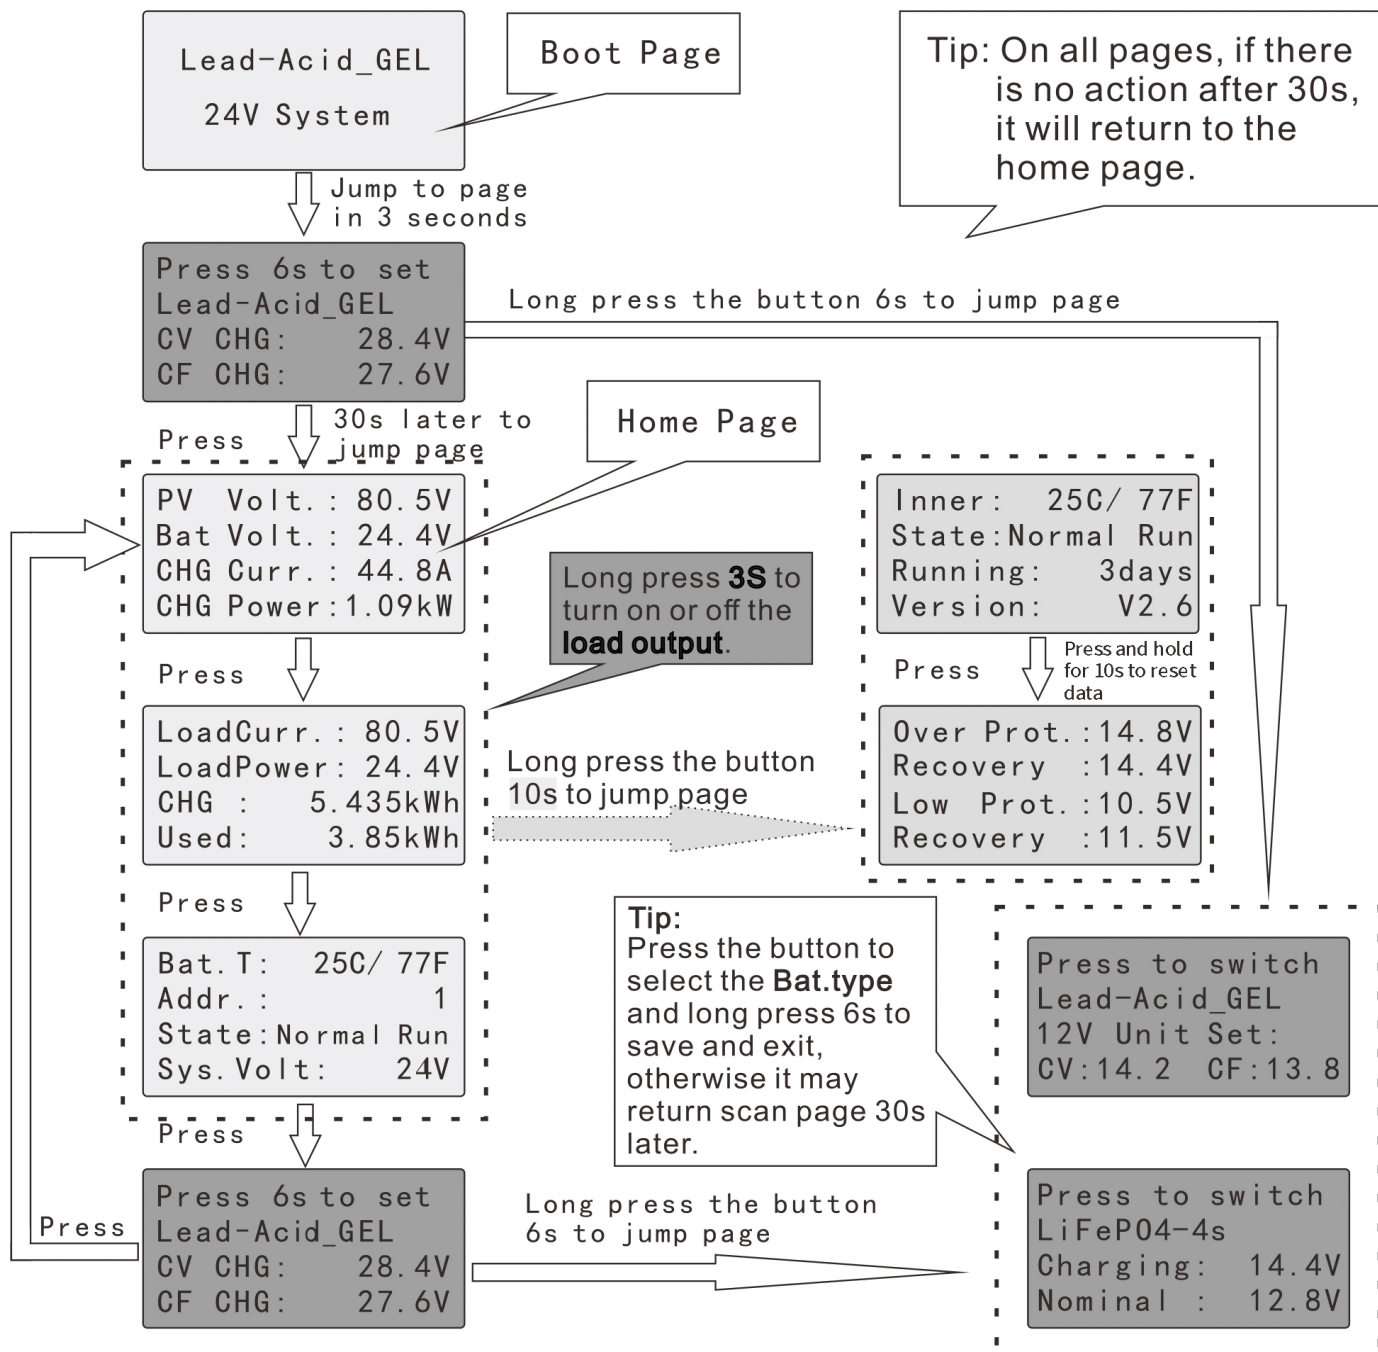 Lead-Acid_GEL
24V System
Boot Page
Tip: On all pages, if there
is no action after 30s,
it will return to the
home page.
Jump to page
in 3 seconds
Press 6s to set
Lead-Acid_GEL
CV CHG: 28.4V
CF CHG: 27.6V
Long press the button 6s to jump page
Press
30s later to
jump page
Home Page
PV Volt.: 80.5V
Bat Volt.: 24.4V
CHG Curr.: 44.8A
CHG Power:1.09kW
Long press 3S to
turn on or off the
load output.
Inner: 25C/ 77F
State:Normal Run
Running: 3days
Version: V2.6
Press
Press
Press and hold
for 10s to reset
data
LoadCurr.: 80.5V
LoadPower: 24.4V
CHG : 5.435kWh
Used: 3.85kWh
Long press the button
10s to jump page
Over Prot.:14.8V
Recovery :14.4V
Low Prot.:10.5V
Recovery :11.5V
Press
Bat.T: 25C/ 77F
Addr.: 1
State:Normal Run
Sys.Volt: 24V
Tip:
Press the button to
select the Bat.type
and long press 6s to
save and exit,
otherwise it may
return scan page 30s
later.
Press to switch
Lead-Acid_GEL
12V Unit Set:
CV:14.2 CF:13.8
Press
Press 6s to set
Lead-Acid_GEL
CV CHG: 28.4V
CF CHG: 27.6V
Press
Long press the button
6s to jump page
Press to switch
LiFePO4-4s
Charging: 14.4V
Nominal : 12.8V